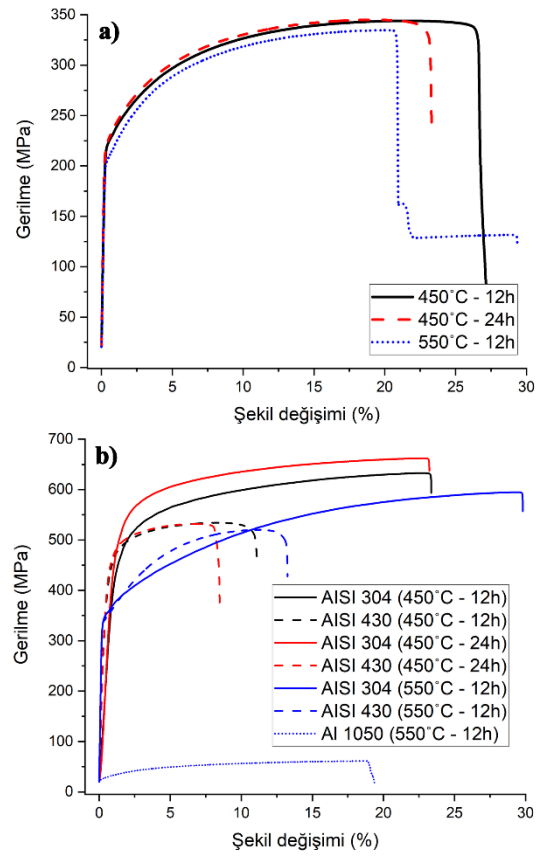 a)
350
300
250
200
150
100
50
0
Gerilme (MPa)
450°C - 12h
450°C - 24h
550°C - 12h
0 5 10 15 20 25 30
Şekil değişimi (%)
b)
700
600
500
400
300
200
100
0
Gerilme (MPa)
AISI 304 (450°C - 12h)
AISI 430 (450°C - 12h)
AISI 304 (450°C - 24h)
AISI 430 (450°C - 24h)
AISI 304 (550°C - 12h)
AISI 430 (550°C - 12h)
Al 1050 (550°C - 12h)
0 5 10 15 20 25 30
Şekil değişimi (%)